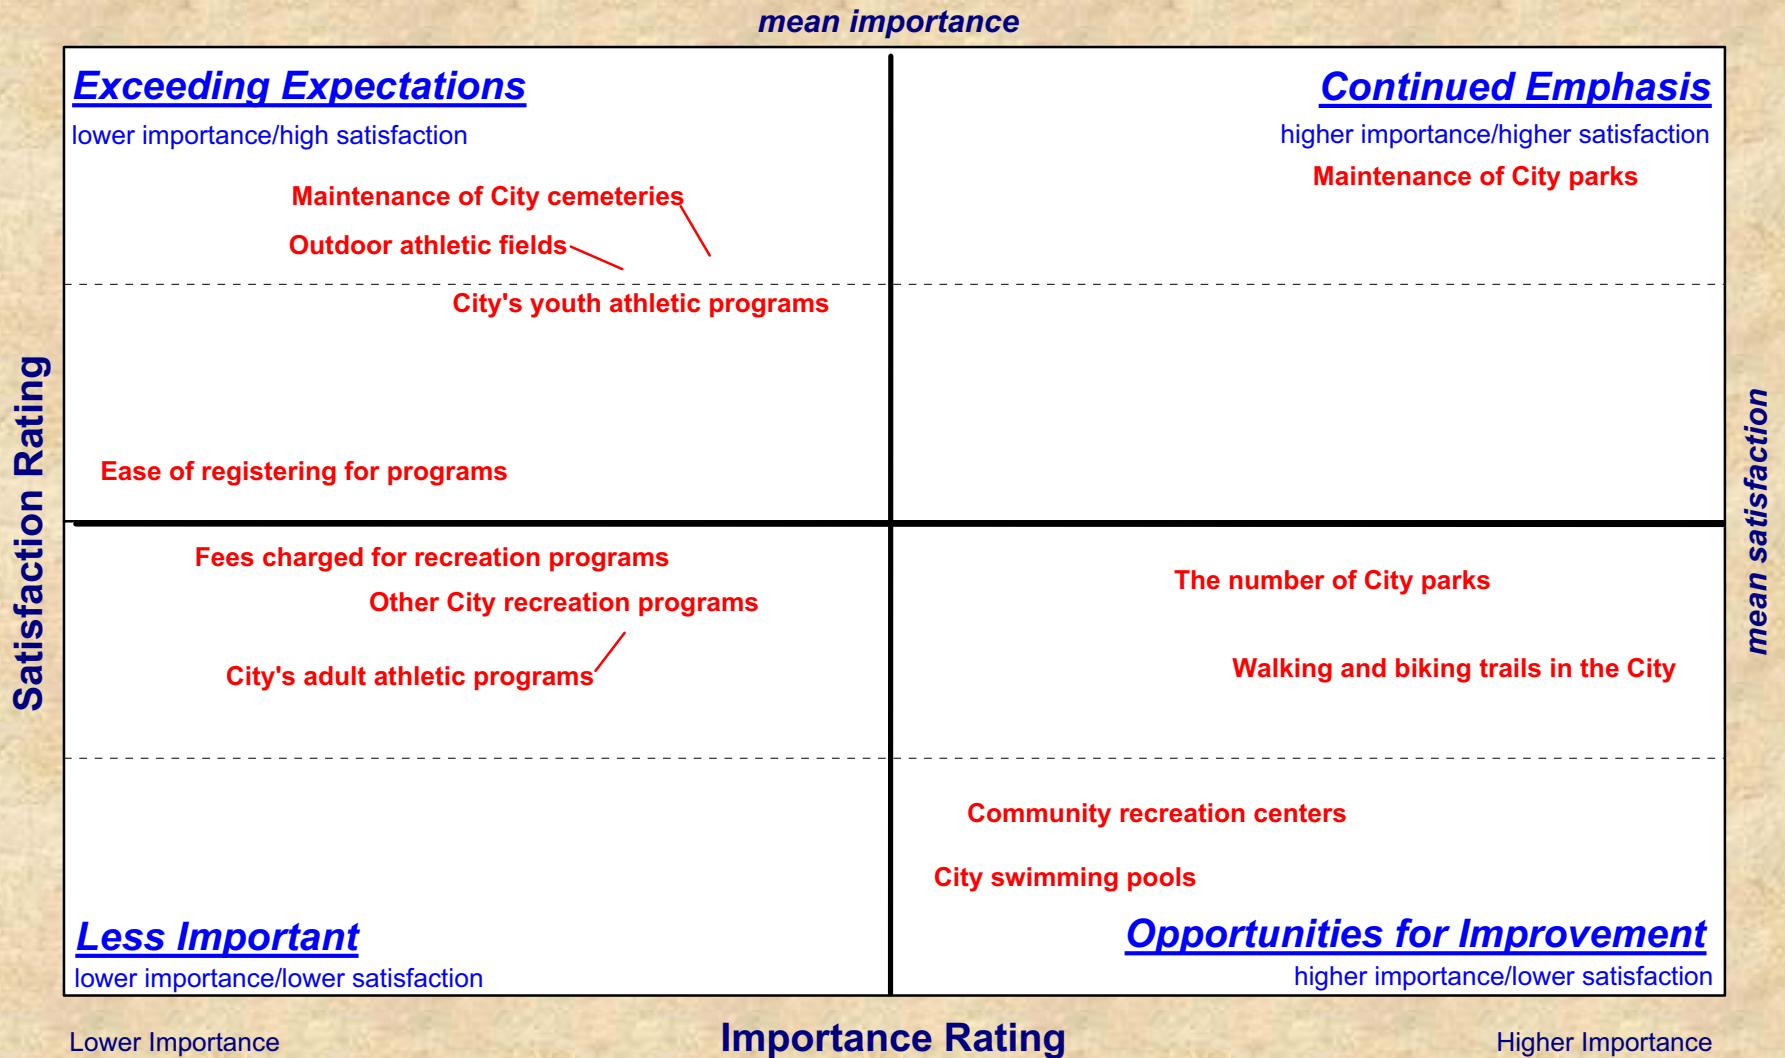 mean importance
Exceeding Expectations
lower importance/high satisfaction
Continued Emphasis
higher importance/higher satisfaction
Maintenance of City parks
Maintenance of City cemeteries
Outdoor athletic fields
City's youth athletic programs
Ease of registering for programs
Satisfaction Rating
mean satisfaction
Fees charged for recreation programs
Other City recreation programs
City's adult athletic programs
The number of City parks
Walking and biking trails in the City
Community recreation centers
City swimming pools
Less Important
lower importance/lower satisfaction
Opportunities for Improvement
higher importance/lower satisfaction
Lower Importance
Importance Rating
Higher Importance